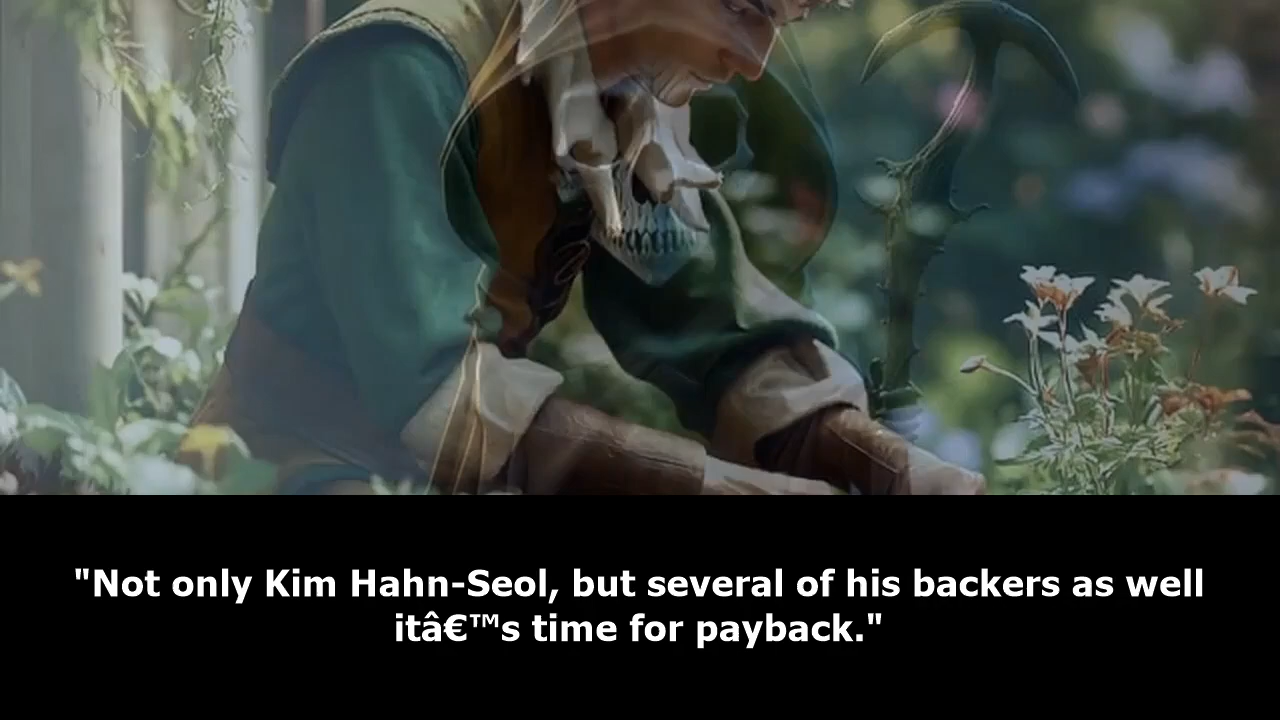 "Not only Kim Hahn-Seol, but several of his backers as well
itâ€™s time for payback."